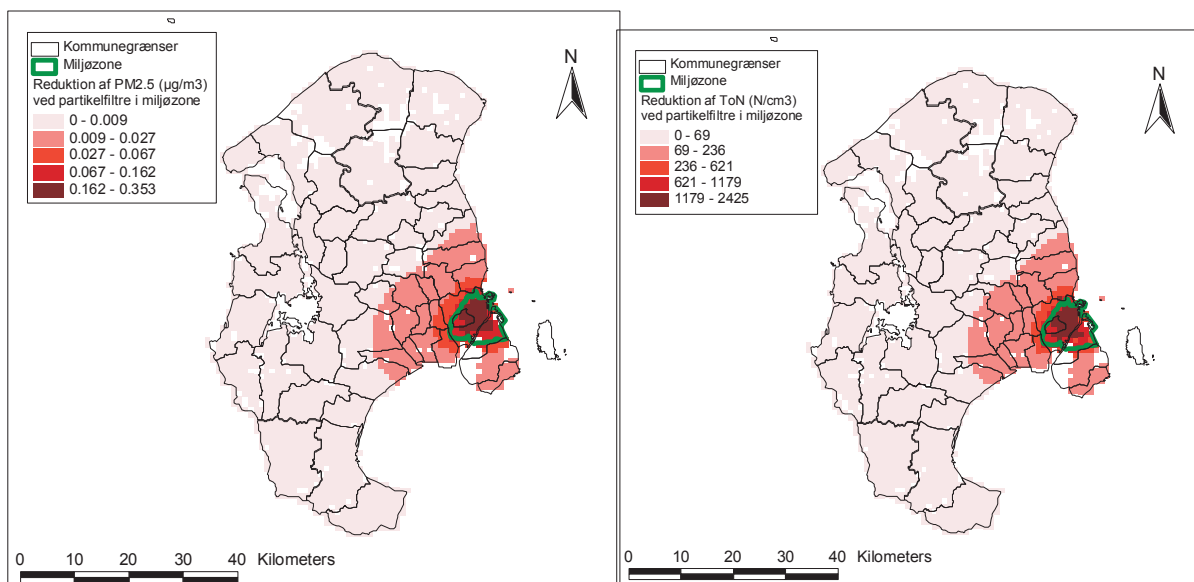 Kommunegrænser
Miljøzone
Reduktion af PM2.5 (µg/m3)
ved partikelfiltre i miljøzone
0 - 0.009
0.009 - 0.027
0.027 - 0.067
0.067 - 0.162
0.162 - 0.353
N
0 10 20 30 40 Kilometers
Kommunegrænser
Miljøzone
Reduktion af ToN (N/cm3)
ved partikelfiltre i miljøzone
0 - 69
69 - 236
236 - 621
621 - 1179
1179 - 2425
N
0 10 20 30 40 Kilometers